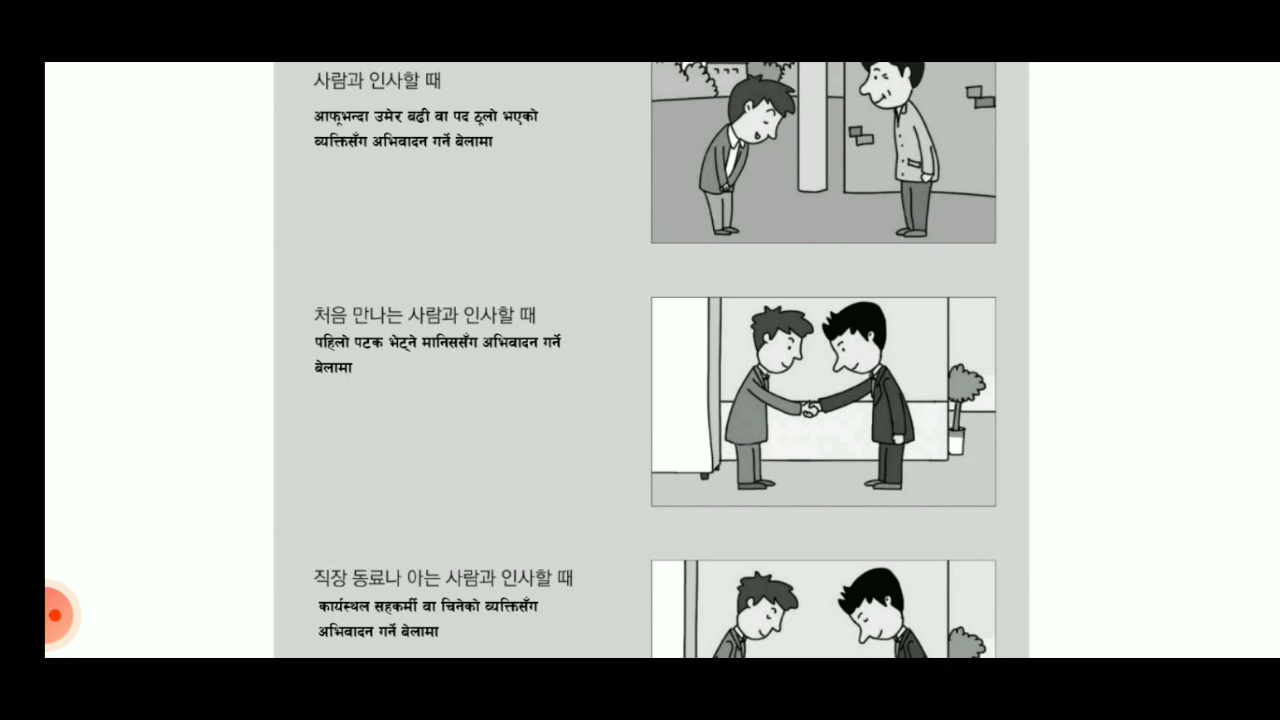 사람과 인사할 때
आफूभन्दा उमेर बढी वा पद ठूलो भएको
व्यक्तिसँग अभिवादन गर्ने बेलामा
처음 만나는 사람과 인사할 때
पहिलो पटक भेट्ने मानिससँग अभिवादन गर्ने
बेलामा
직장 동료나 아는 사람과 인사할 때
कार्यस्थल सहकर्मी वा चिनेको व्यक्तिसँग
अभिवादन गर्ने बेलामा